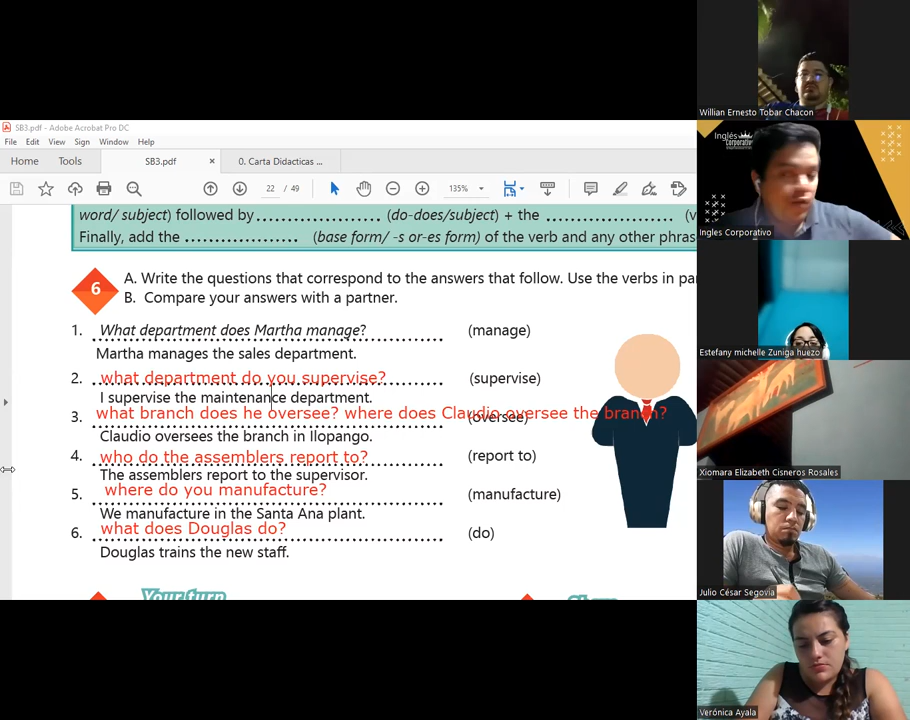 SB3.pdf - Adobe Acrobat Pro DC
File Edit View Sign Window Help
Home Tools SB3.pdf × 0. Carta Didacticas ...
22 / 49 135%
word/ subject) followed by.................... (do-does/subject) + the ..................... (v
Finally, add the ................... (base form/ -s or-es form) of the verb and any other phras
6 A. Write the questions that correspond to the answers that follow. Use the verbs in pa
B. Compare your answers with a partner.
1. What department does Martha manage? (manage)
Martha manages the sales department.
2. what department do you supervise? (supervise)
I supervise the maintenance department.
3. what branch does he oversee? where does Claudio oversee the branch? (oversee)
Claudio oversees the branch in Ilopango.
4. who do the assemblers report to? (report to)
The assemblers report to the supervisor.
5. where do you manufacture? (manufacture)
We manufacture in the Santa Ana plant.
6. what does Douglas do? (do)
Douglas trains the new staff.
Your turn
Willian Ernesto Tobar Chacon
Inglés
Corporativo
Ingles Corporativo
Estefany michelle Zuniga huezo
Xiomara Elizabeth Cisneros Rosales
Julio César Segovia
Verónica Ayala